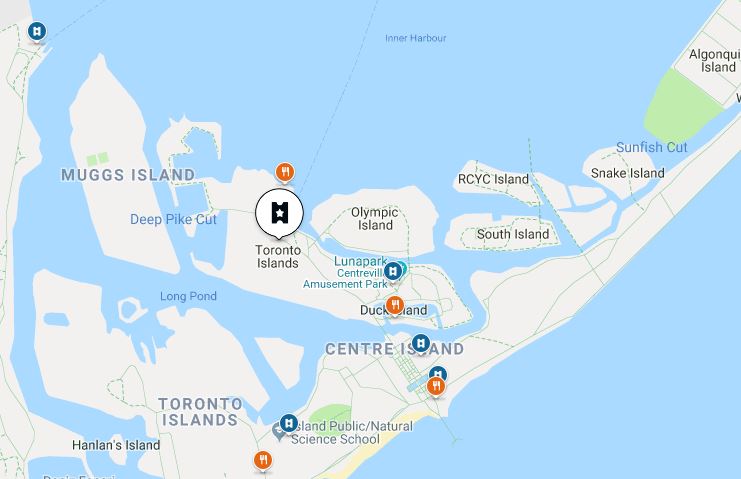 Inner Harbour
Algonqui
Island
W
MUGGS ISLAND
Sunfish Cut
RCYC Island
Snake Island
Deep Pike Cut
Olympic
Island
South Island
Toronto
Islands
Lunapark
Centrevill
Amusement Park
Long Pond
Duck Island
CENTRE ISLAND
TORONTO
ISLANDS
Island Public/Natural
Science School
Hanlan's Island